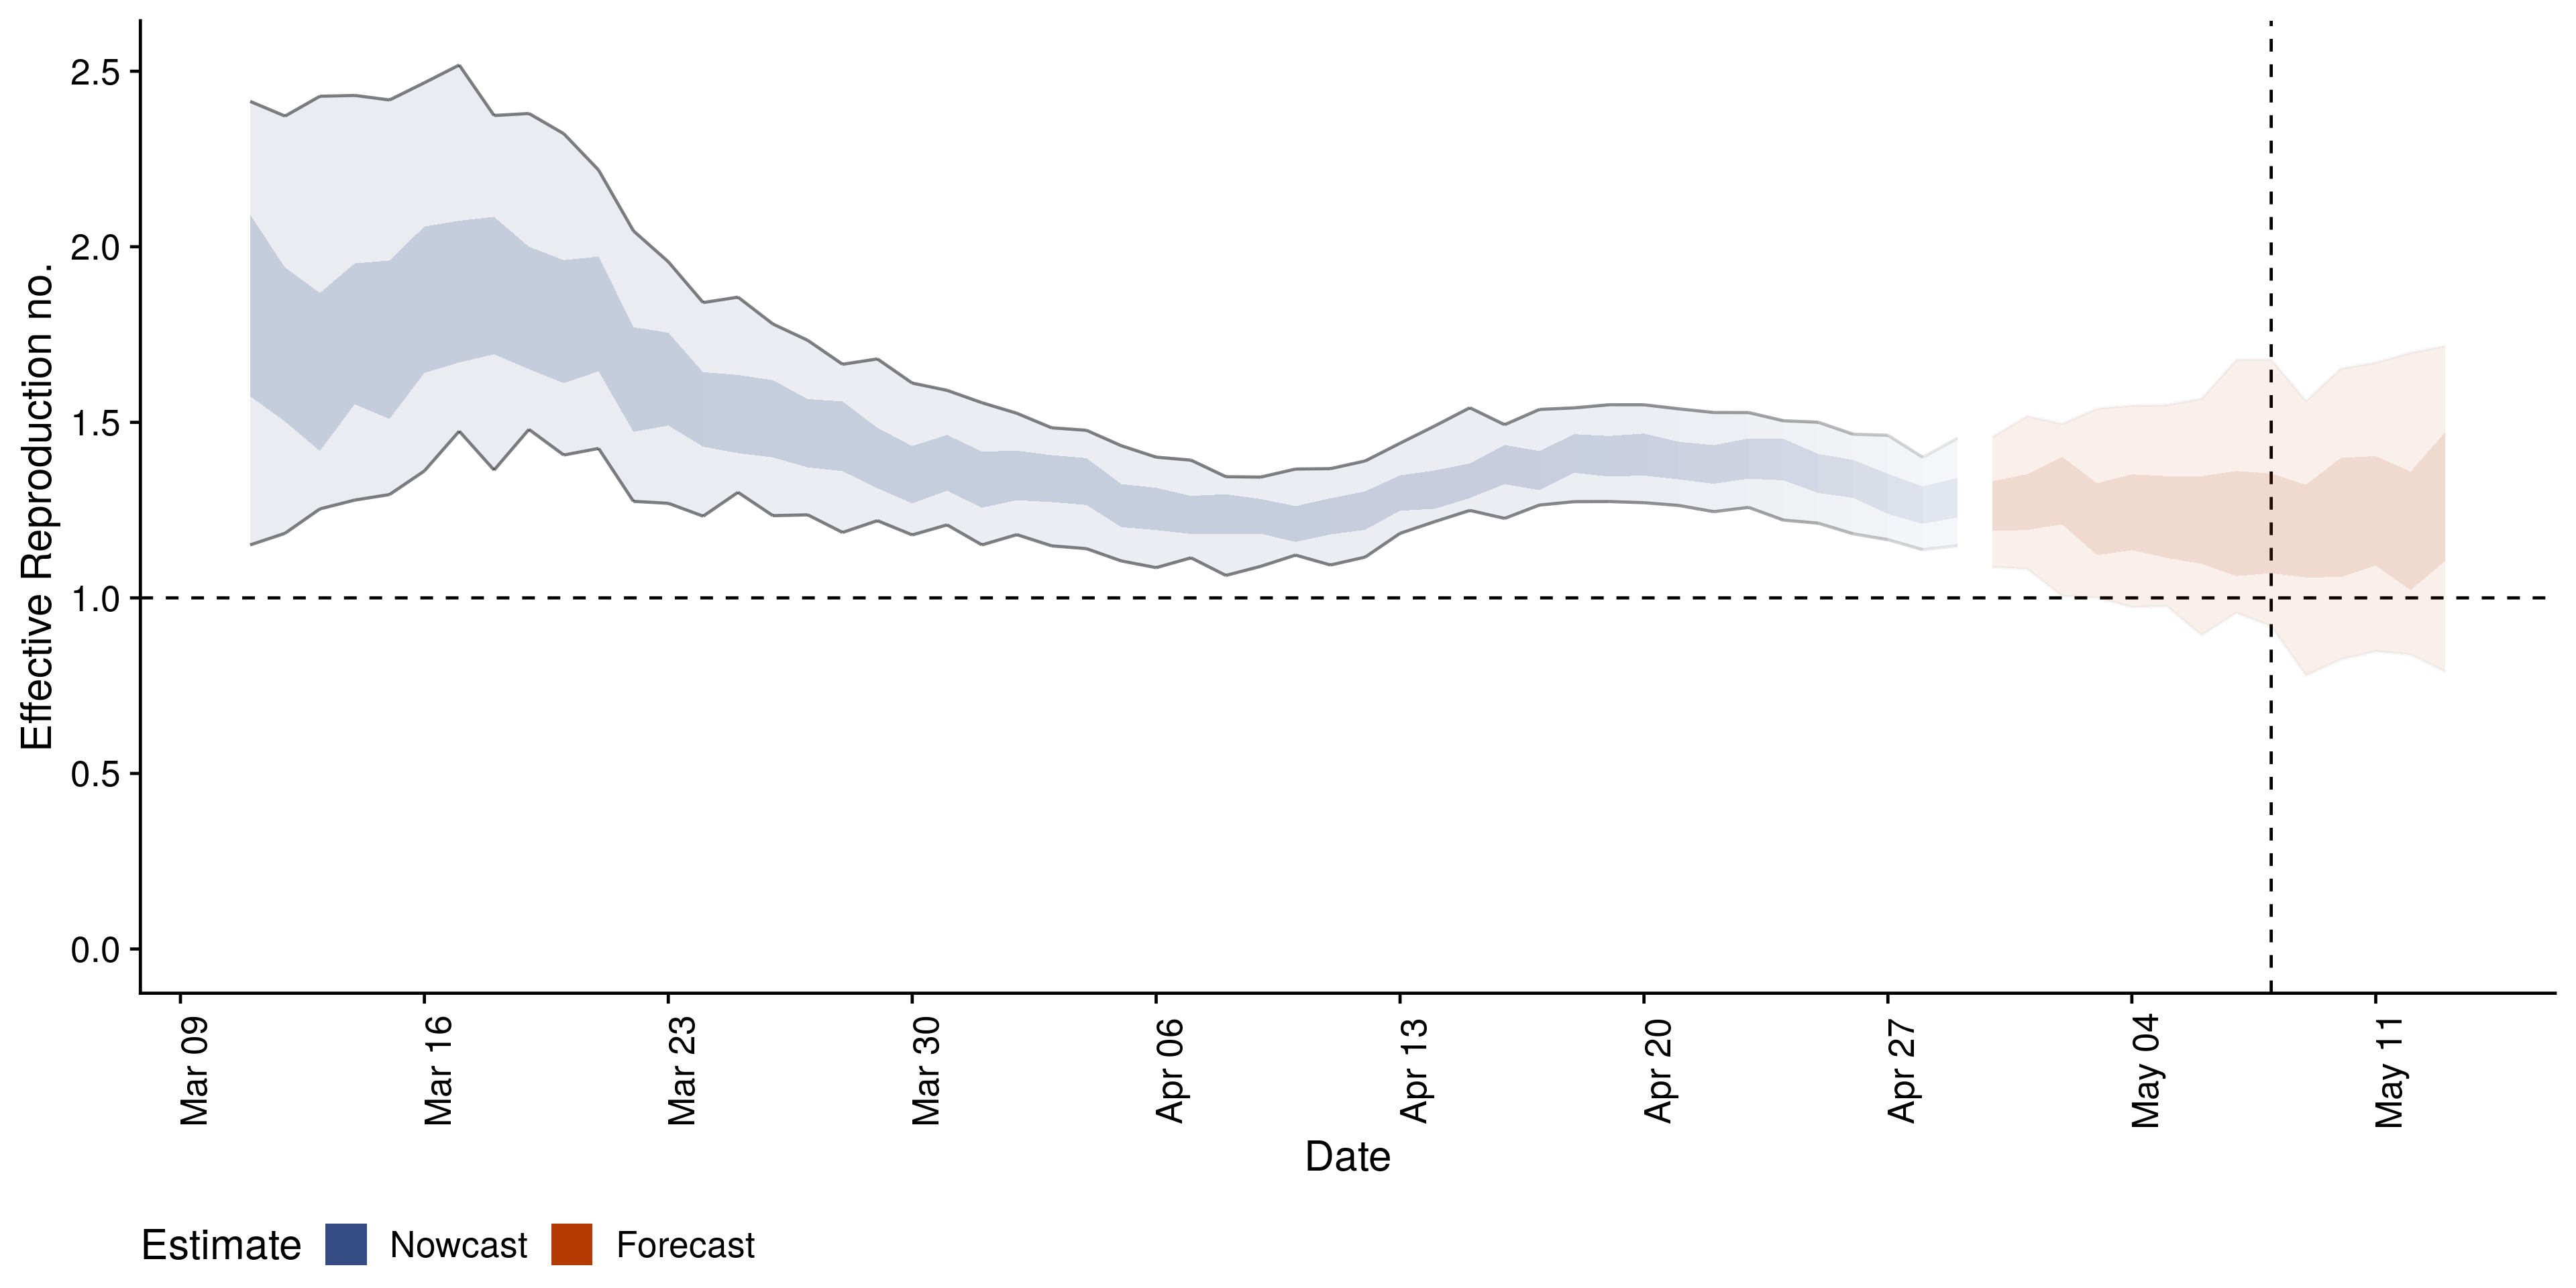 Effective Reproduction no.
2.5
2.0
1.5
1.0
0.5
0.0
Mar 09
Mar 16
Mar 23
Mar 30
Apr 06
Apr 13
Apr 20
Apr 27
May 04
May 11
Date
Estimate Nowcast Forecast